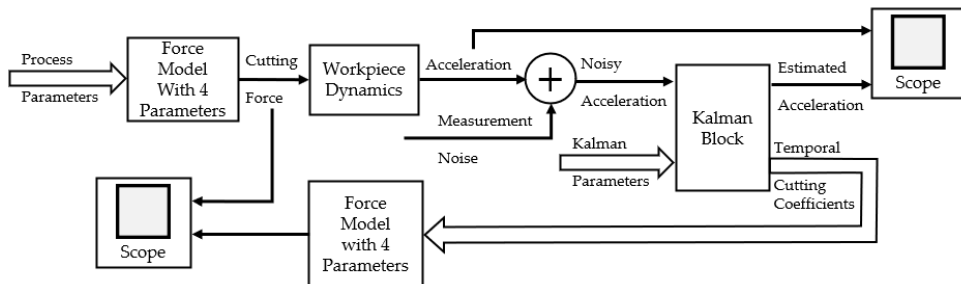 Process
Parameters
Force
Model
With 4
Parameters
Cutting
Force
Workpiece
Dynamics
Acceleration
Measurement
Noise
+
Noisy
Acceleration
Kalman
Parameters
Kalman
Block
Estimated
Acceleration
Scope
Temporal
Cutting
Coefficients
Force
Model
with 4
Parameters
Scope